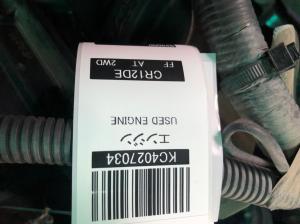 CR12DE
FF AT 2WD
エンジン
USED ENGINE
KC4027034